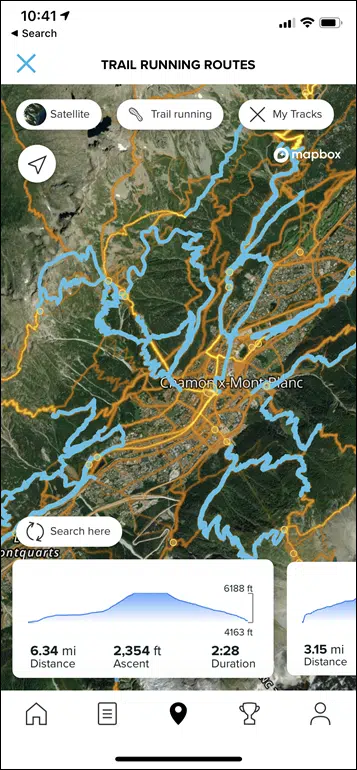 10:41
Search
TRAIL RUNNING ROUTES
Satellite
Trail running
My Tracks
mapbox
Chamonix-Mont-Blanc
Search here
ontquarts
6188 ft
4163 ft
6.34 mi
Distance
2,354 ft
Ascent
2:28
Duration
3.15 mi
Distance